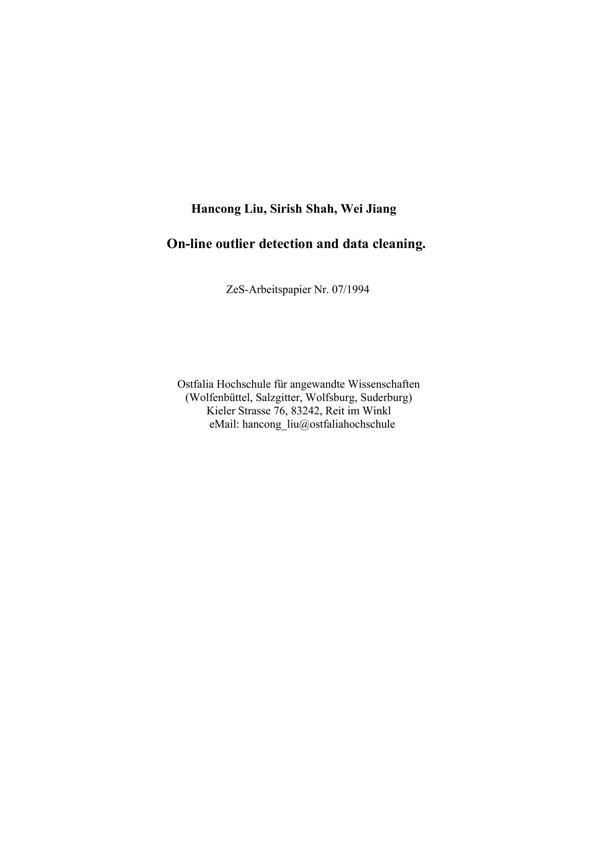 Hancong Liu, Sirish Shah, Wei Jiang
On-line outlier detection and data cleaning.
ZeS-Arbeitspapier Nr. 07/1994
Ostfalia Hochschule für angewandte Wissenschaften
(Wolfenbüttel, Salzgitter, Wolfsburg, Suderburg)
Kieler Strasse 76, 83242, Reit im Winkl
eMail: hancong_liu@ostfaliahochschule